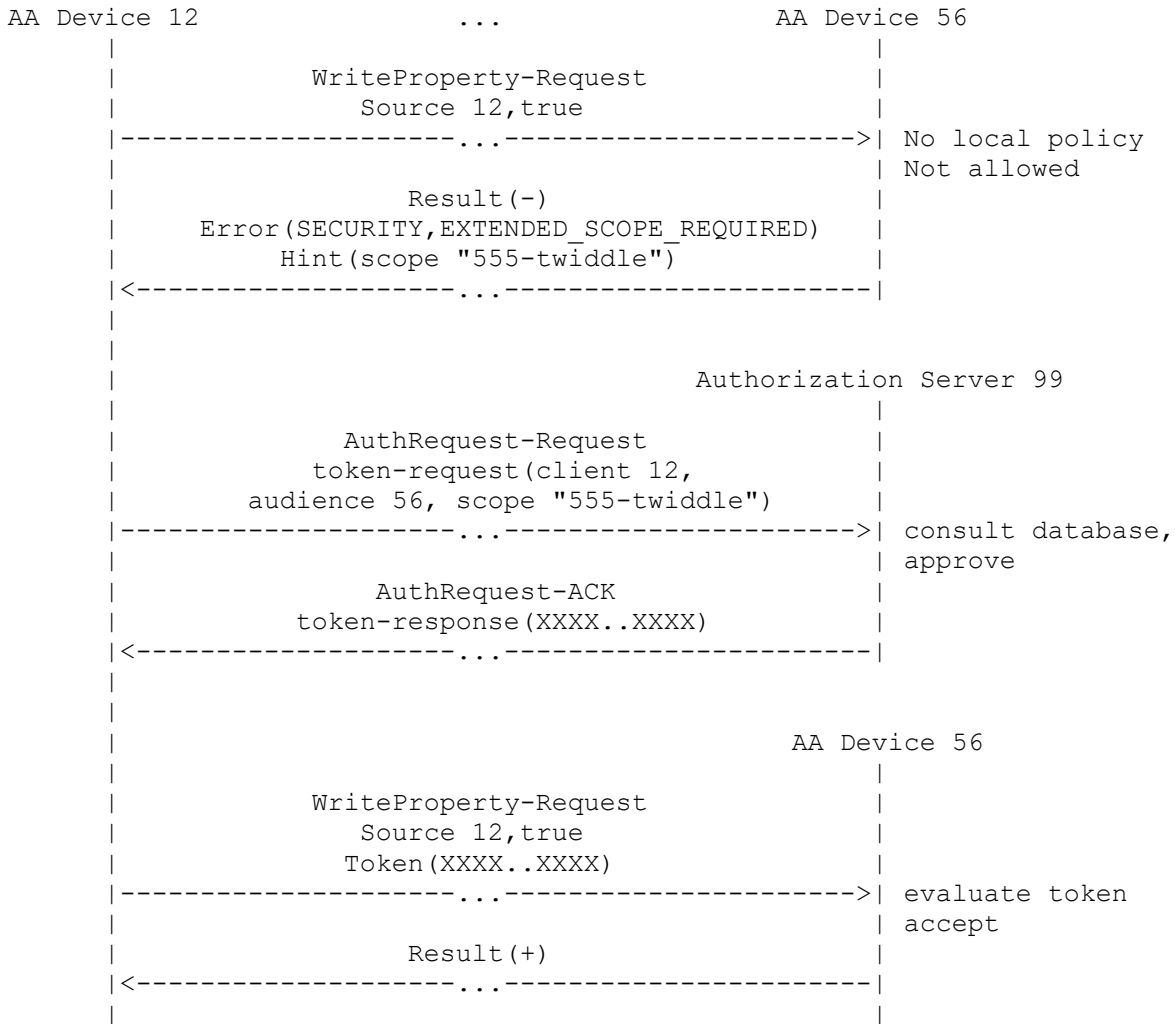 AA Device 12 ... AA Device 56
WriteProperty-Request
Source 12,true
... No local policy
Not allowed
Result(-)
Error(SECURITY,EXTENDED_SCOPE_REQUIRED)
Hint(scope "555-twiddle")
...
Authorization Server 99
AuthRequest-Request
token-request(client 12,
audience 56, scope "555-twiddle")
... consult database,
approve
AuthRequest-ACK
token-response(XXXX..XXXX)
...
AA Device 56
WriteProperty-Request
Source 12,true
Token(XXXX..XXXX)
... evaluate token
accept
Result(+)
...